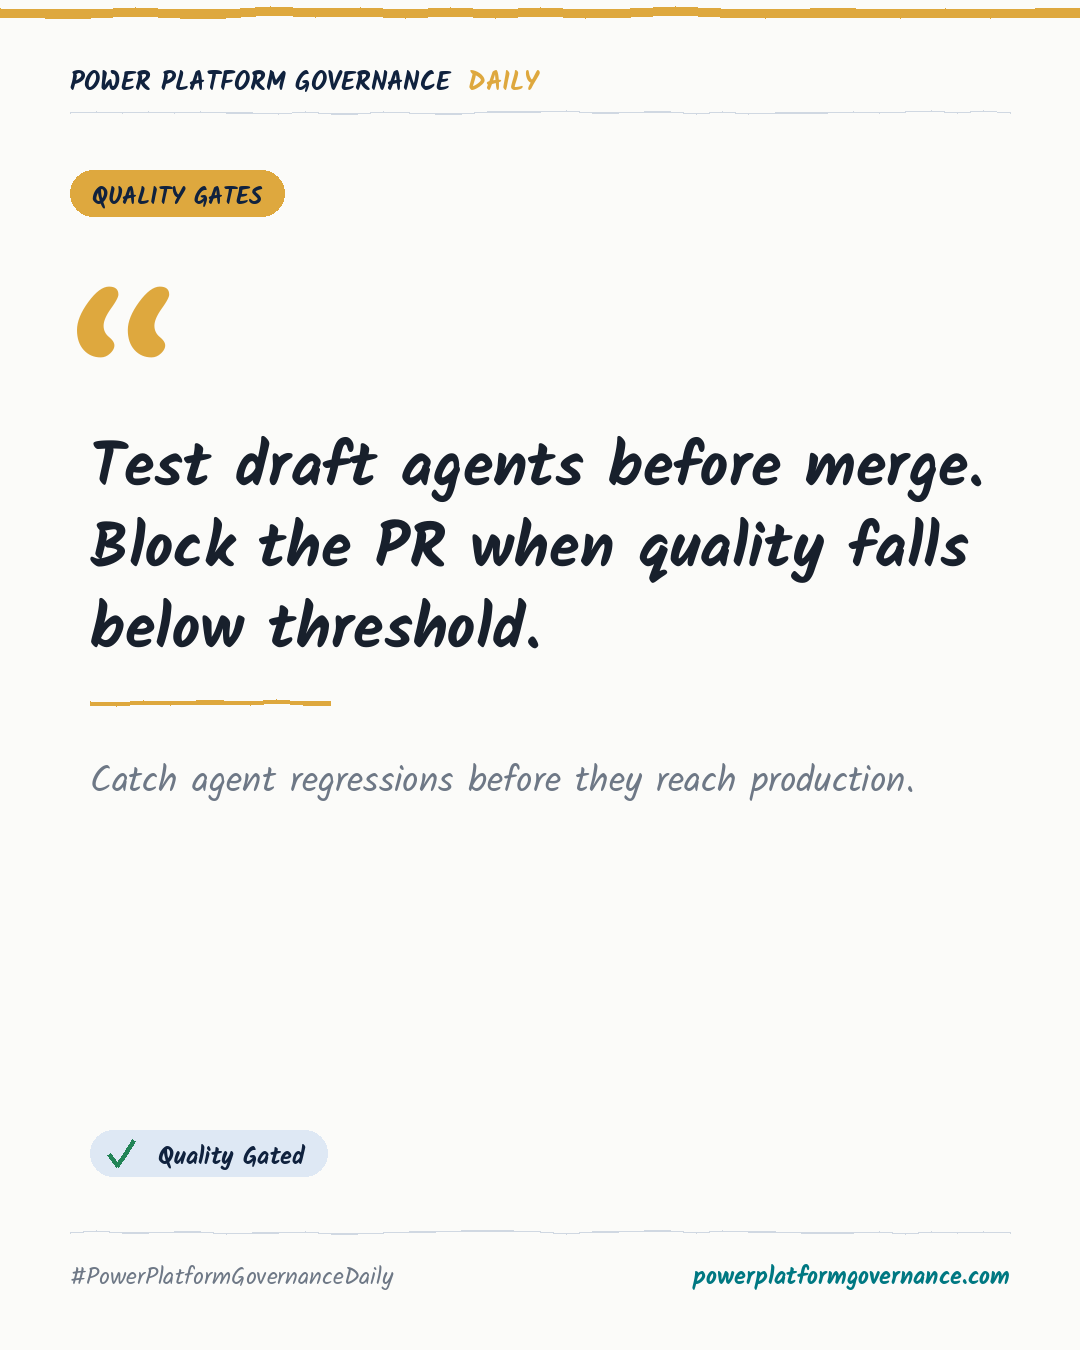 POWER PLATFORM GOVERNANCE DAILY
QUALITY GATES
“
Test draft agents before merge.
Block the PR when quality falls
below threshold.
Catch agent regressions before they reach production.
✓ Quality Gated
#PowerPlatformGovernanceDaily
powerplatformgovernance.com